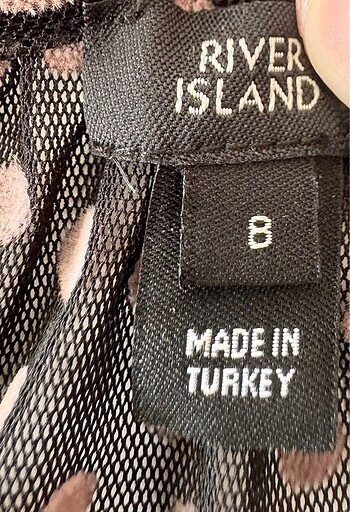 RIVER
ISLAND
8
MADE IN
TURKEY